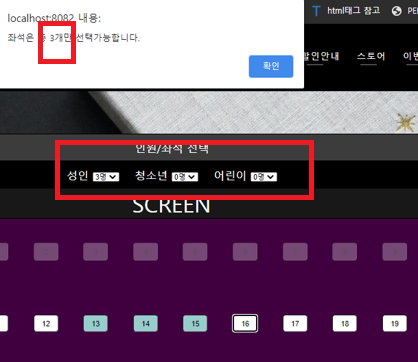 localhost:8082 내용:
좌석은 총 3개만 선택가능합니다.
확인
html태그 참고
할인안내 스토어 이벤
인원/좌석 선택
성인 3명 청소년 0명 어린이 0명
SCREEN
12 13 14 15 16 17 18 19